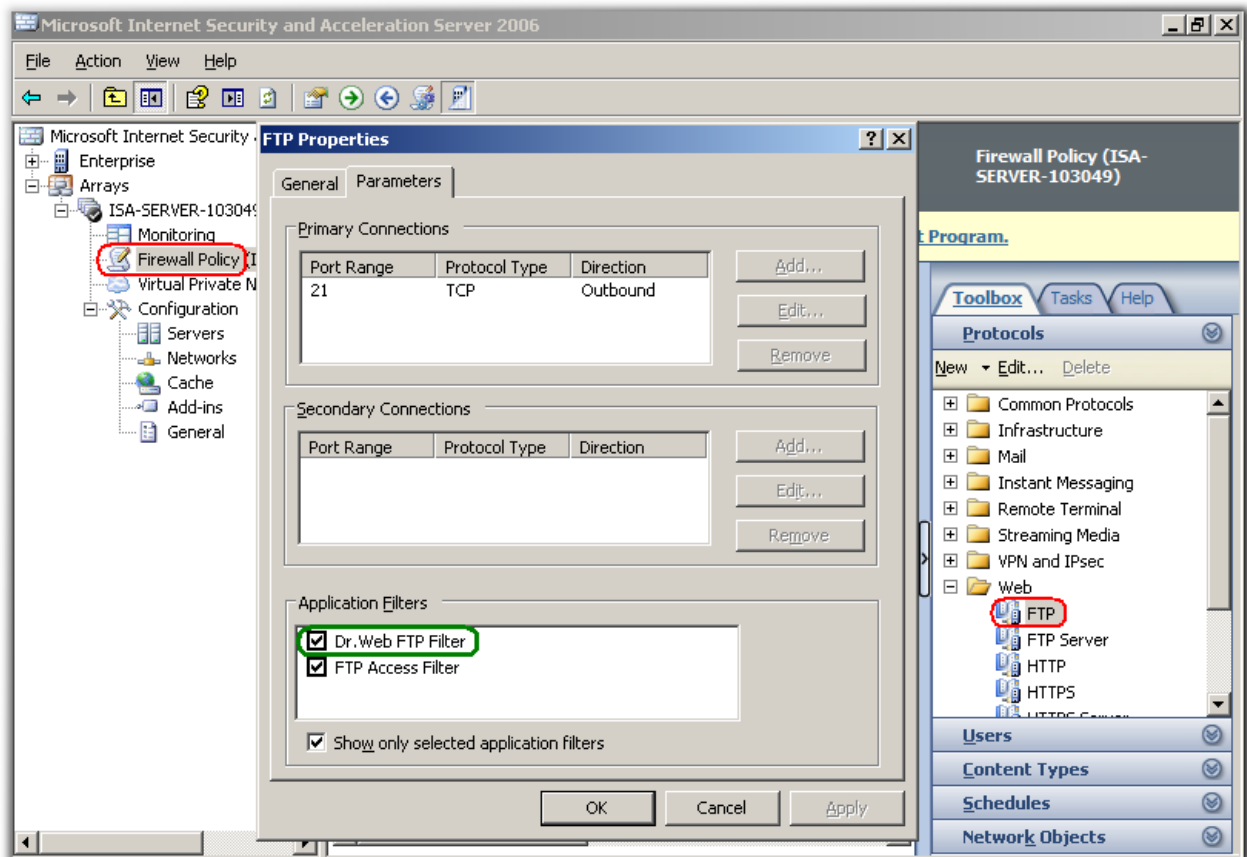 Microsoft Internet Security and Acceleration Server 2006
File Action View Help
Microsoft Internet Security
Enterprise
Arrays
ISA-SERVER-103049
Monitoring
Firewall Policy (I
Virtual Private N
Configuration
Servers
Networks
Cache
Add-ins
General
FTP Properties
General Parameters
Primary Connections
Port Range Protocol Type Direction
21 TCP Outbound
Add...
Edit...
Remove
Secondary Connections
Port Range Protocol Type Direction
Add...
Edit...
Remove
Application Filters
Dr.Web FTP Filter
FTP Access Filter
Show only selected application filters
OK Cancel Apply
Firewall Policy (ISA-
SERVER-103049)
t Program.
Toolbox Tasks Help
Protocols
New Edit... Delete
Common Protocols
Infrastructure
Mail
Instant Messaging
Remote Terminal
Streaming Media
VPN and IPsec
Web
FTP
FTP Server
HTTP
HTTPS
HTTPS Server
Users
Content Types
Schedules
Network Objects